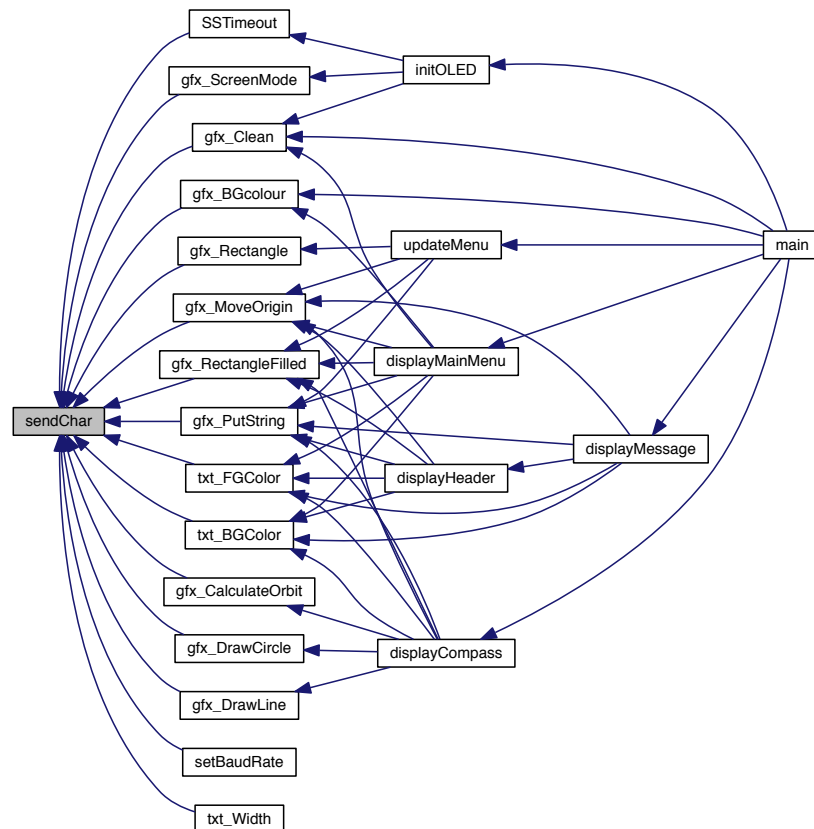 SSTimeout
initOLED
gfx_ScreenMode
gfx_Clean
gfx_BGcolour
gfx_Rectangle
updateMenu
main
gfx_MoveOrigin
gfx_RectangleFilled
displayMainMenu
sendChar
gfx_PutString
displayMessage
txt_FGColor
displayHeader
txt_BGColor
gfx_CalculateOrbit
gfx_DrawCircle
displayCompass
gfx_DrawLine
setBaudRate
txt_Width